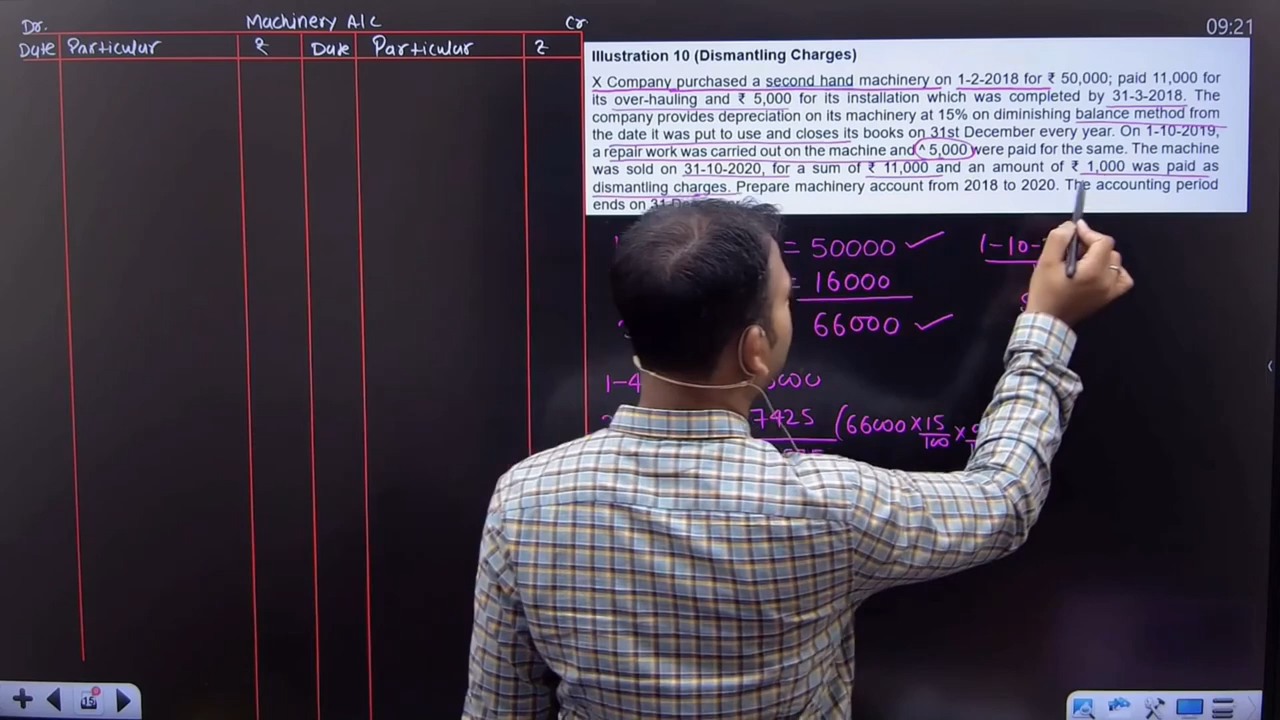 Dr. Machinery A/c Cr
Date Particular ₹ Date Particular ₹
09:21
Illustration 10 (Dismantling Charges)
X Company purchased a second hand machinery on 1-2-2018 for ₹ 50,000; paid 11,000 for
its over-hauling and ₹ 5,000 for its installation which was completed by 31-3-2018. The
company provides depreciation on its machinery at 15% on diminishing balance method from
the date it was put to use and closes its books on 31st December every year. On 1-10-2019,
a repair work was carried out on the machine and ^ 5,000 were paid for the same. The machine
was sold on 31-10-2020, for a sum of ₹ 11,000 and an amount of ₹ 1,000 was paid as
dismantling charges. Prepare machinery account from 2018 to 2020. The accounting period
ends on 31
= 50000 1-10-
= 16000
66000
1-4
7425 (66000 × 15/100 ×
15